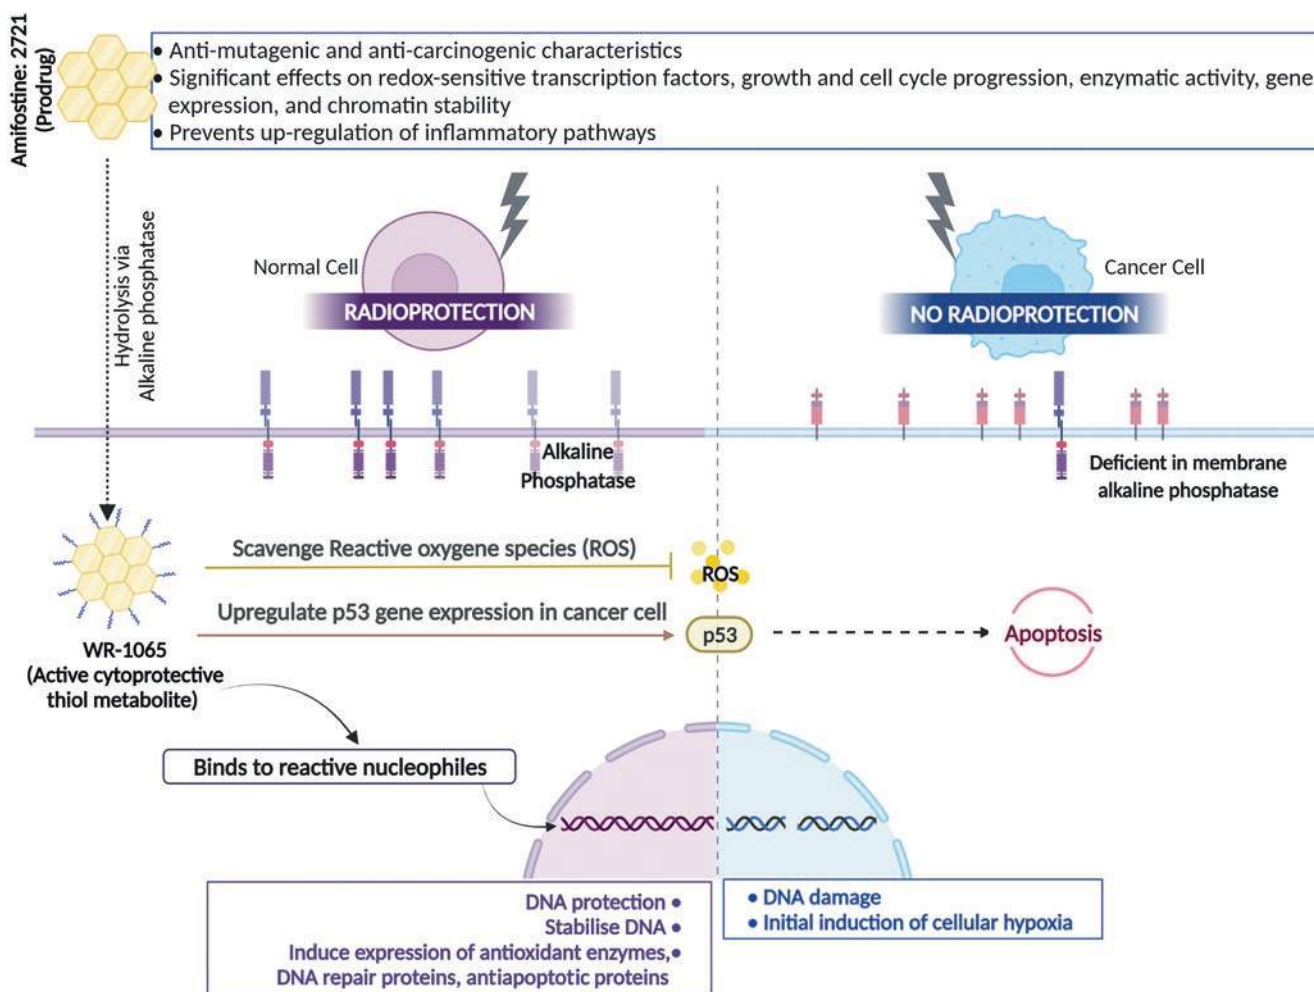 Amifostine: 2721
(Prodrug)
• Anti-mutagenic and anti-carcinogenic characteristics
• Significant effects on redox-sensitive transcription factors, growth and cell cycle progression, enzymatic activity, gene
expression, and chromatin stability
• Prevents up-regulation of inflammatory pathways
Hydrolysis via
Alkaline phosphatase
Normal Cell
RADIOPROTECTION
Cancer Cell
NO RADIOPROTECTION
Alkaline
Phosphatase
Deficient in membrane
alkaline phosphatase
Scavenge Reactive oxygene species (ROS)
ROS
Upregulate p53 gene expression in cancer cell
p53
Apoptosis
WR-1065
(Active cytoprotective
thiol metabolite)
Binds to reactive nucleophiles
DNA protection •
Stabilise DNA •
Induce expression of antioxidant enzymes,•
DNA repair proteins, antiapoptotic proteins
• DNA damage
• Initial induction of cellular hypoxia